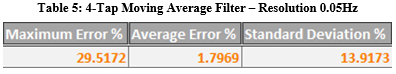 Table 5: 4-Tap Moving Average Filter – Resolution 0.05Hz
Maximum Error % Average Error % Standard Deviation %
29.5172 1.7969 13.9173